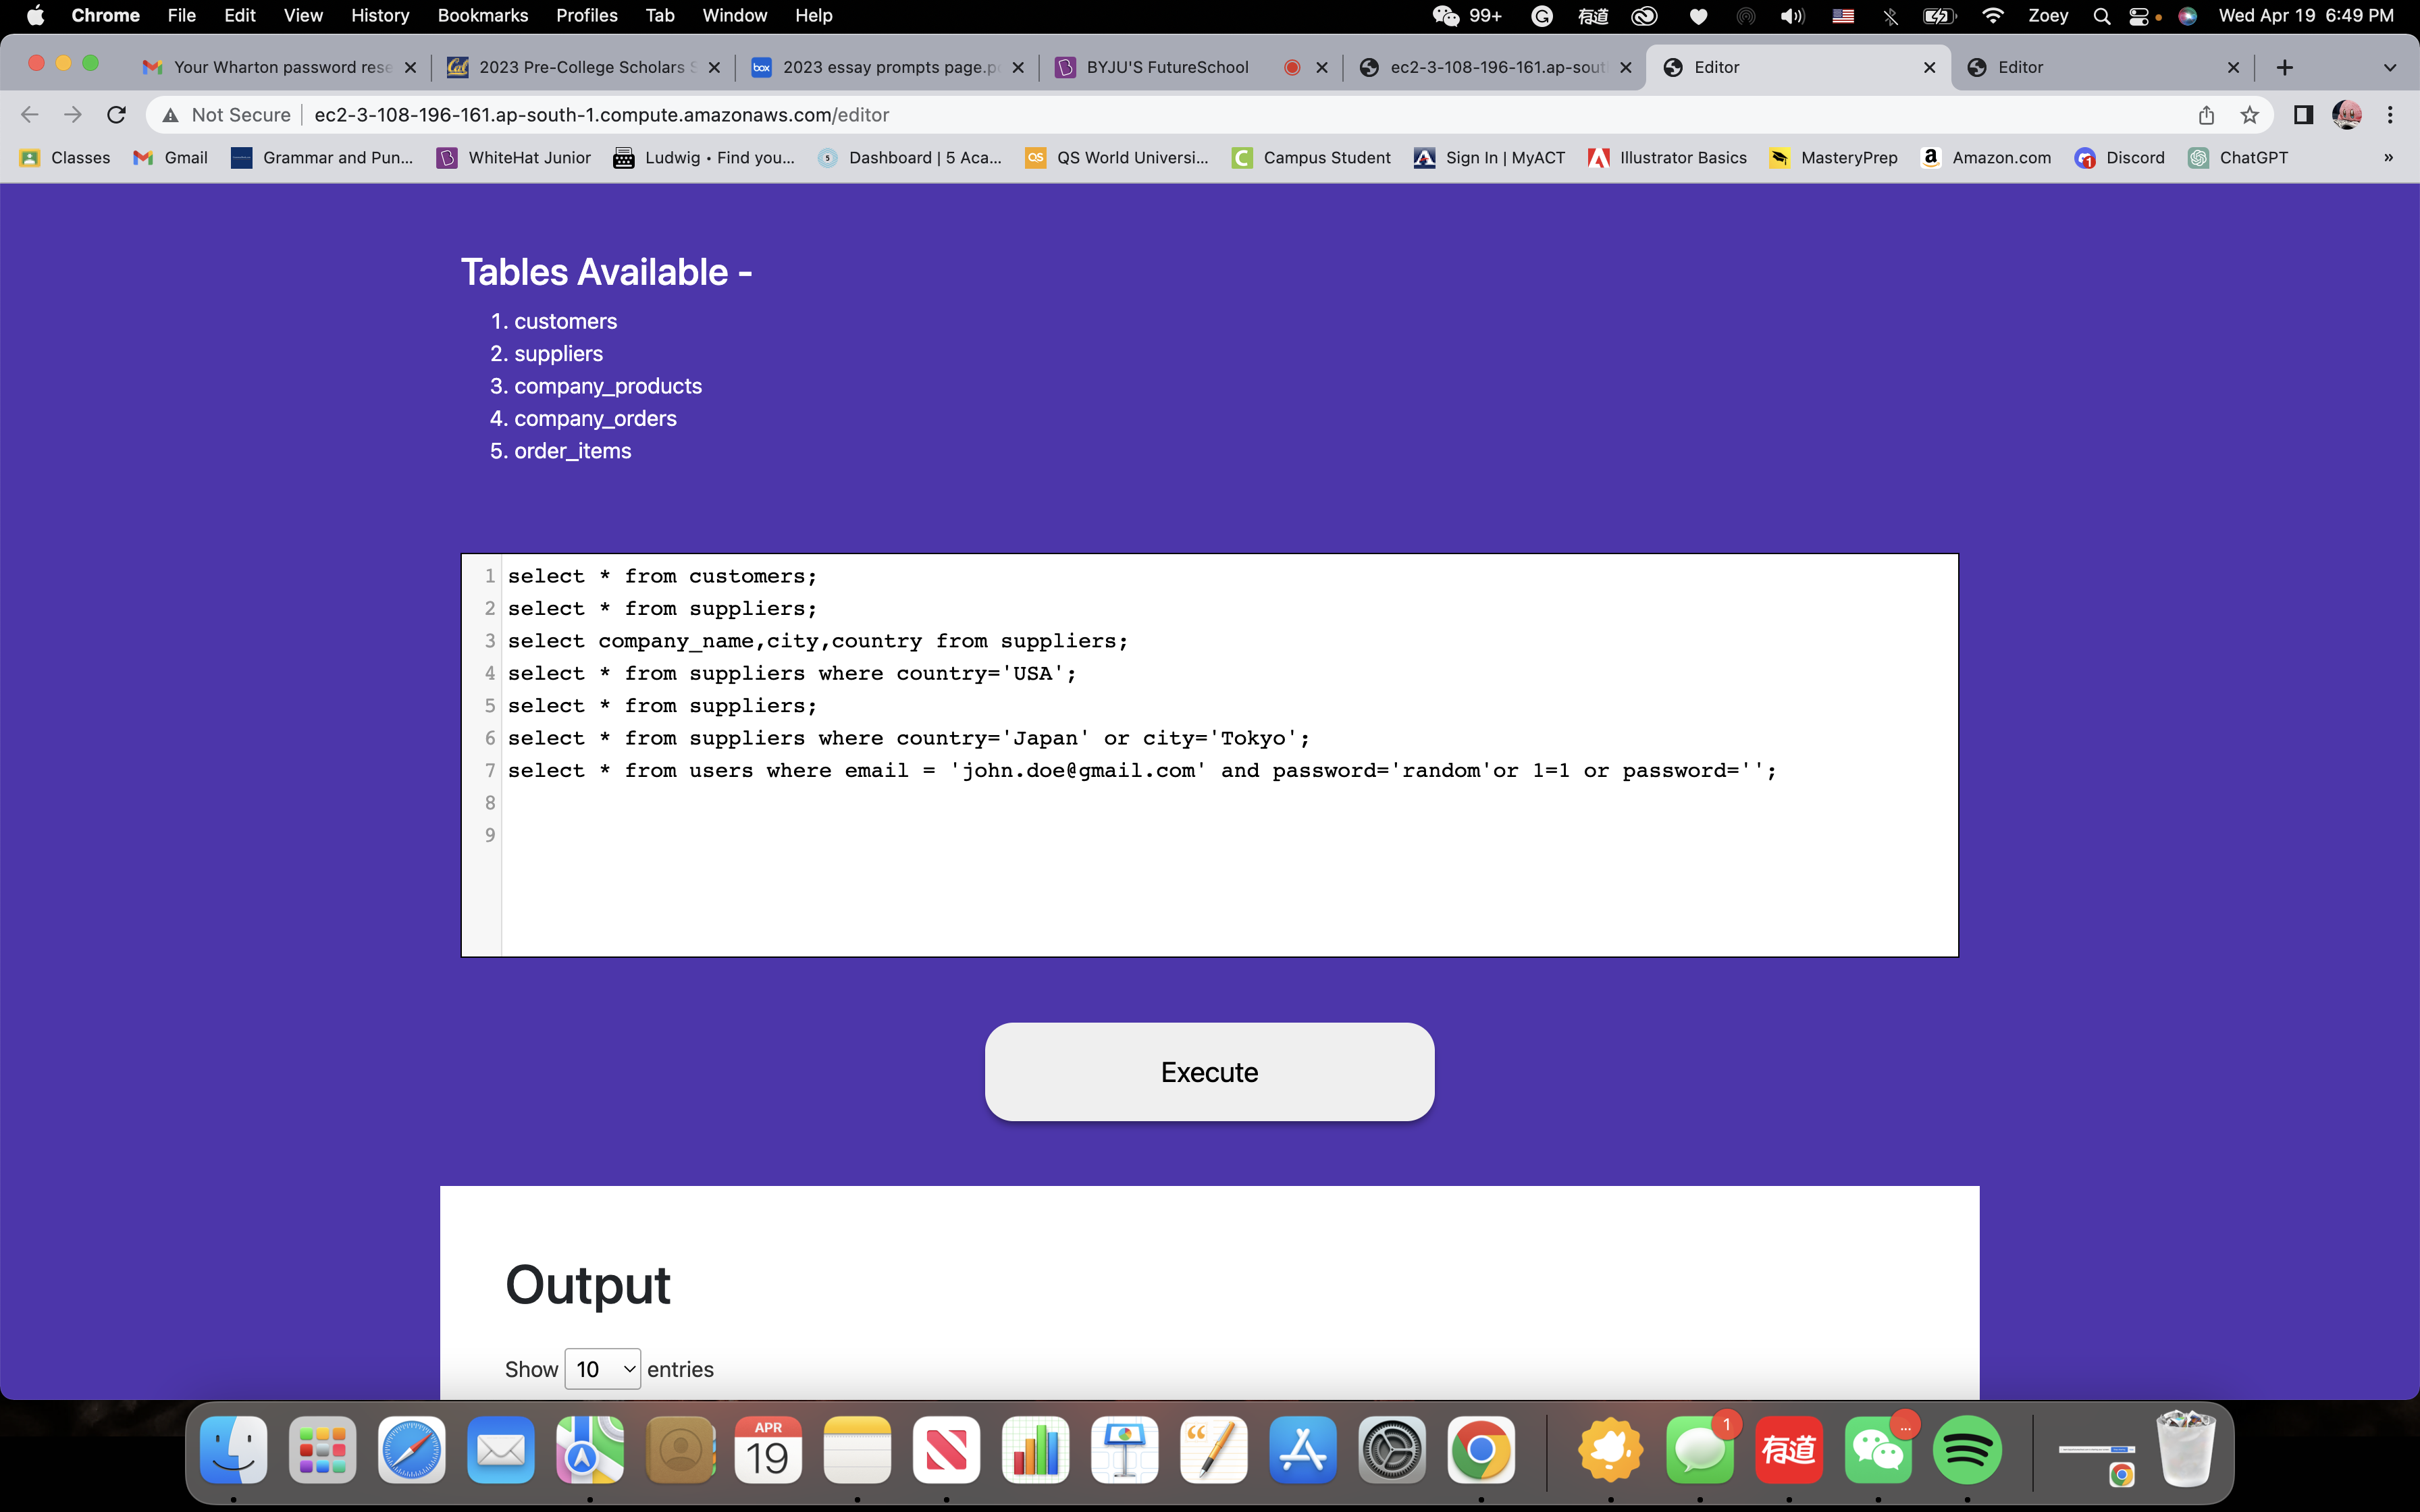 Chrome File Edit View History Bookmarks Profiles Tab Window Help 99+ 有道 Zoey Wed Apr 19 6:49 PM
Your Wharton password rese 2023 Pre-College Scholars S 2023 essay prompts page.p BYJU'S FutureSchool ec2-3-108-196-161.ap-sout Editor Editor
Not Secure ec2-3-108-196-161.ap-south-1.compute.amazonaws.com/editor
Classes Gmail Grammar and Pun... WhiteHat Junior Ludwig • Find you... Dashboard | 5 Aca... QS World Universi... Campus Student Sign In | MyACT Illustrator Basics MasteryPrep Amazon.com Discord ChatGPT »
Tables Available -
1. customers
2. suppliers
3. company_products
4. company_orders
5. order_items
1 select * from customers;
2 select * from suppliers;
3 select company_name,city,country from suppliers;
4 select * from suppliers where country='USA';
5 select * from suppliers;
6 select * from suppliers where country='Japan' or city='Tokyo';
7 select * from users where email = 'john.doe@gmail.com' and password='random'or 1=1 or password='';
8
9
Execute
Output
Show 10 entries
APR
19
1
有道
...